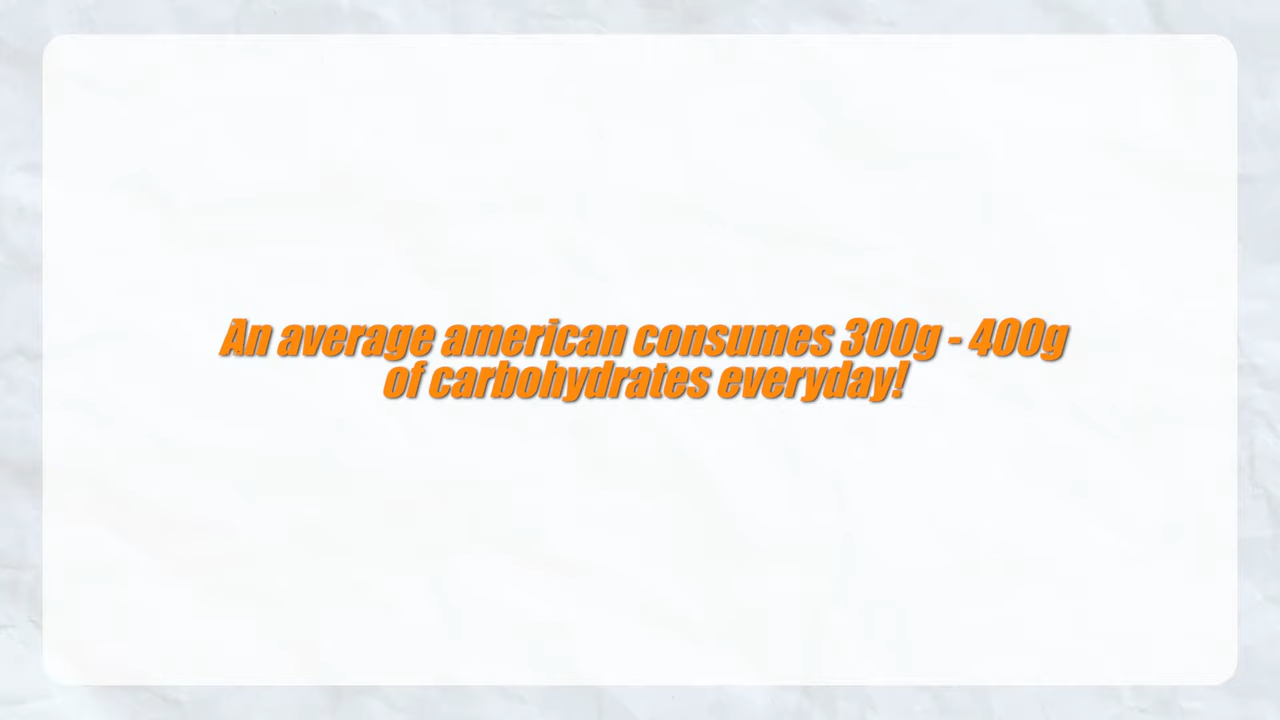 An average american consumes 300g - 400g
of carbohydrates everyday!